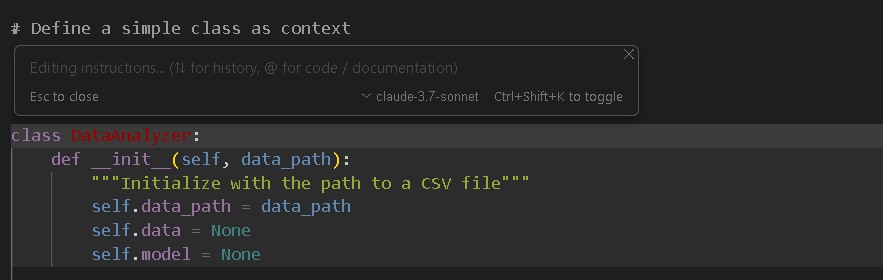 # Define a simple class as context
Editing instructions... (⇅ for history, @ for code / documentation)
Esc to close
claude-3.7-sonnet
Ctrl+Shift+K to toggle
class DataAnalyzer:
    def __init__(self, data_path):
        """Initialize with the path to a CSV file"""
        self.data_path = data_path
        self.data = None
        self.model = None